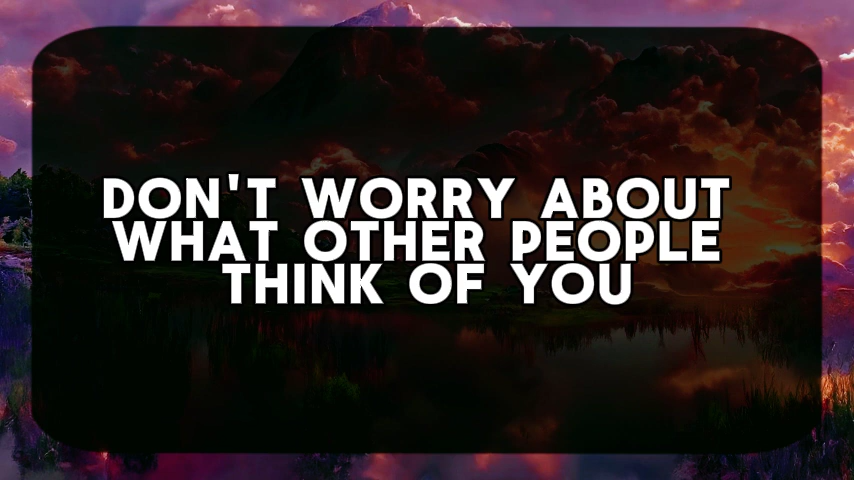 DON'T WORRY ABOUT
WHAT OTHER PEOPLE
THINK OF YOU